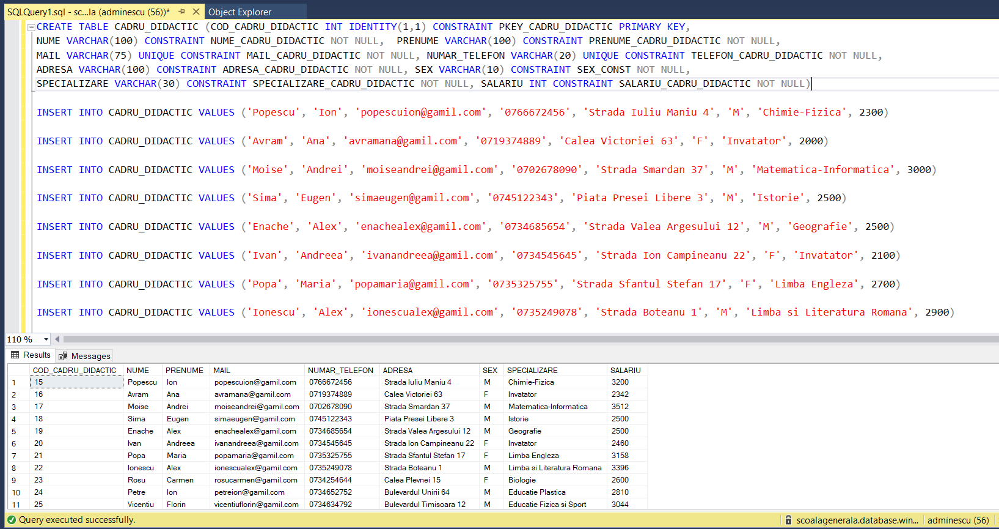 SQLQuery1.sql - sc...la (adminescu (56))* Object Explorer
CREATE TABLE CADRU_DIDACTIC (COD_CADRU_DIDACTIC INT IDENTITY(1,1) CONSTRAINT PKEY_CADRU_DIDACTIC PRIMARY KEY,
NUME VARCHAR(100) CONSTRAINT NUME_CADRU_DIDACTIC NOT NULL, PRENUME VARCHAR(100) CONSTRAINT PRENUME_CADRU_DIDACTIC NOT NULL,
MAIL VARCHAR(75) UNIQUE CONSTRAINT MAIL_CADRU_DIDACTIC NOT NULL, NUMAR_TELEFON VARCHAR(20) UNIQUE CONSTRAINT TELEFON_CADRU_DIDACTIC NOT NULL,
ADRESA VARCHAR(100) CONSTRAINT ADRESA_CADRU_DIDACTIC NOT NULL, SEX VARCHAR(10) CONSTRAINT SEX_CONST NOT NULL,
SPECIALIZARE VARCHAR(30) CONSTRAINT SPECIALIZARE_CADRU_DIDACTIC NOT NULL, SALARIU INT CONSTRAINT SALARIU_CADRU_DIDACTIC NOT NULL)
INSERT INTO CADRU_DIDACTIC VALUES ('Popescu', 'Ion', 'popescuion@gamil.com', '0766672456', 'Strada Iuliu Maniu 4', 'M', 'Chimie-Fizica', 2300)
INSERT INTO CADRU_DIDACTIC VALUES ('Avram', 'Ana', 'avramana@gamil.com', '0719374889', 'Calea Victoriei 63', 'F', 'Invatator', 2000)
INSERT INTO CADRU_DIDACTIC VALUES ('Moise', 'Andrei', 'moiseandrei@gamil.com', '0702678090', 'Strada Smardan 37', 'M', 'Matematica-Informatica', 3000)
INSERT INTO CADRU_DIDACTIC VALUES ('Sima', 'Eugen', 'simaeugen@gamil.com', '0745122343', 'Piata Presei Libere 3', 'M', 'Istorie', 2500)
INSERT INTO CADRU_DIDACTIC VALUES ('Enache', 'Alex', 'enachealex@gamil.com', '0734685654', 'Strada Valea Argesului 12', 'M', 'Geografie', 2500)
INSERT INTO CADRU_DIDACTIC VALUES ('Ivan', 'Andreea', 'ivanandreea@gamil.com', '0734545645', 'Strada Ion Campineanu 22', 'F', 'Invatator', 2100)
INSERT INTO CADRU_DIDACTIC VALUES ('Popa', 'Maria', 'popamaria@gamil.com', '0735325755', 'Strada Sfantul Stefan 17', 'F', 'Limba Engleza', 2700)
INSERT INTO CADRU_DIDACTIC VALUES ('Ionescu', 'Alex', 'ionescualex@gamil.com', '0735249078', 'Strada Boteanu 1', 'M', 'Limba si Literatura Romana', 2900)
110 %
Results Messages
COD_CADRU_DIDACTIC NUME PRENUME MAIL NUMAR_TELEFON ADRESA SEX SPECIALIZARE SALARIU
1 15 Popescu Ion popescuion@gamil.com 0766672456 Strada Iuliu Maniu 4 M Chimie-Fizica 3200
2 16 Avram Ana avramana@gamil.com 0719374889 Calea Victoriei 63 F Invatator 2342
3 17 Moise Andrei moiseandrei@gamil.com 0702678090 Strada Smardan 37 M Matematica-Informatica 3512
4 18 Sima Eugen simaeugen@gamil.com 0745122343 Piata Presei Libere 3 M Istorie 2500
5 19 Enache Alex enachealex@gamil.com 0734685654 Strada Valea Argesului 12 M Geografie 2500
6 20 Ivan Andreea ivanandreea@gamil.com 0734545645 Strada Ion Campineanu 22 F Invatator 2460
7 21 Popa Maria popamaria@gamil.com 0735325755 Strada Sfantul Stefan 17 F Limba Engleza 3158
8 22 Ionescu Alex ionescualex@gamil.com 0735249078 Strada Boteanu 1 M Limba si Literatura Romana 3396
9 23 Rosu Carmen rosucarmen@gamil.com 0734254644 Calea Plevnei 15 F Biologie 2600
10 24 Petre Ion petreion@gamil.com 0734652752 Bulevardul Unirii 64 M Educatie Plastica 2810
11 25 Vicentiu Florin vicentiuflorin@gamil.com 0734634792 Bulevardul Timisoara 12 M Educatie Fizica si Sport 3044
Query executed successfully. scoalagenerala.database.win... adminescu (56)